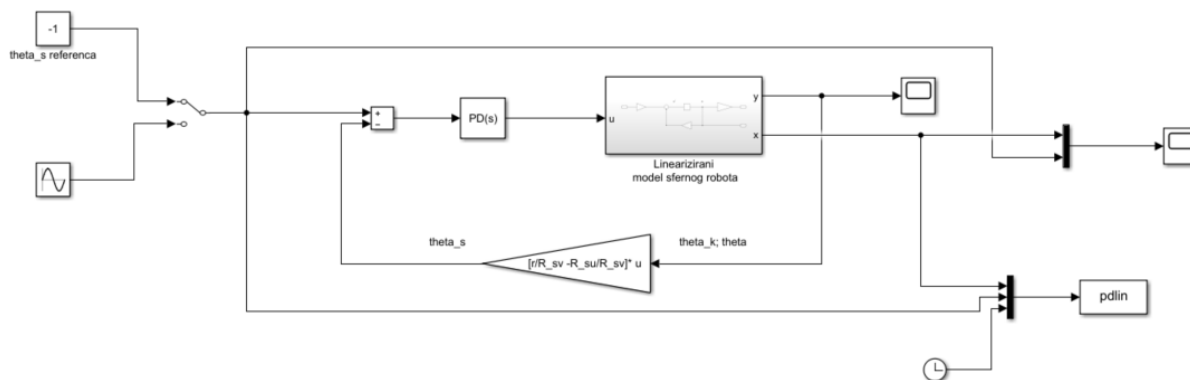 -1
theta_s referenca
+
−
PD(s)
u
y
x
Linearizirani
model sfernog robota
theta_s
theta_k; theta
[r/R_sv -R_su/R_sv]* u
pdlin